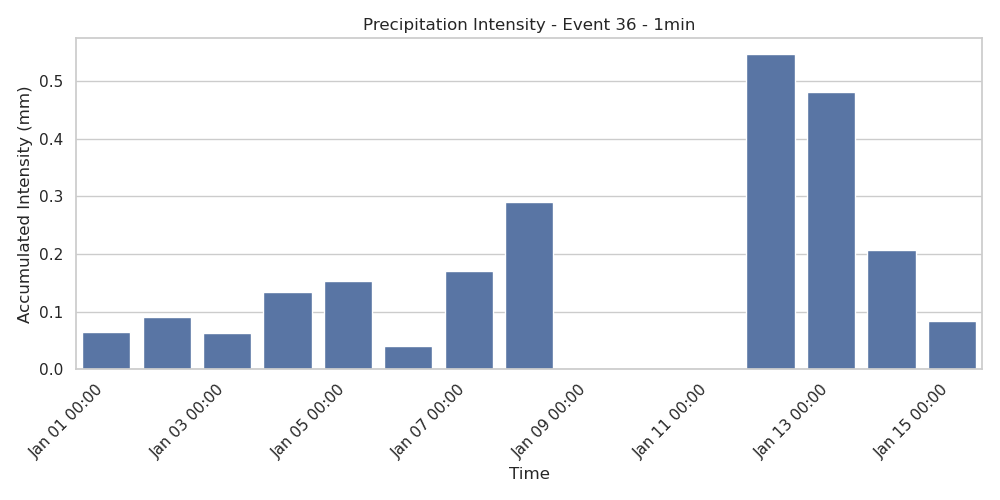 Precipitation Intensity - Event 36 - 1min
Accumulated Intensity (mm)
0.5
0.4
0.3
0.2
0.1
0.0
Jan 01 00:00
Jan 03 00:00
Jan 05 00:00
Jan 07 00:00
Jan 09 00:00
Jan 11 00:00
Jan 13 00:00
Jan 15 00:00
Time